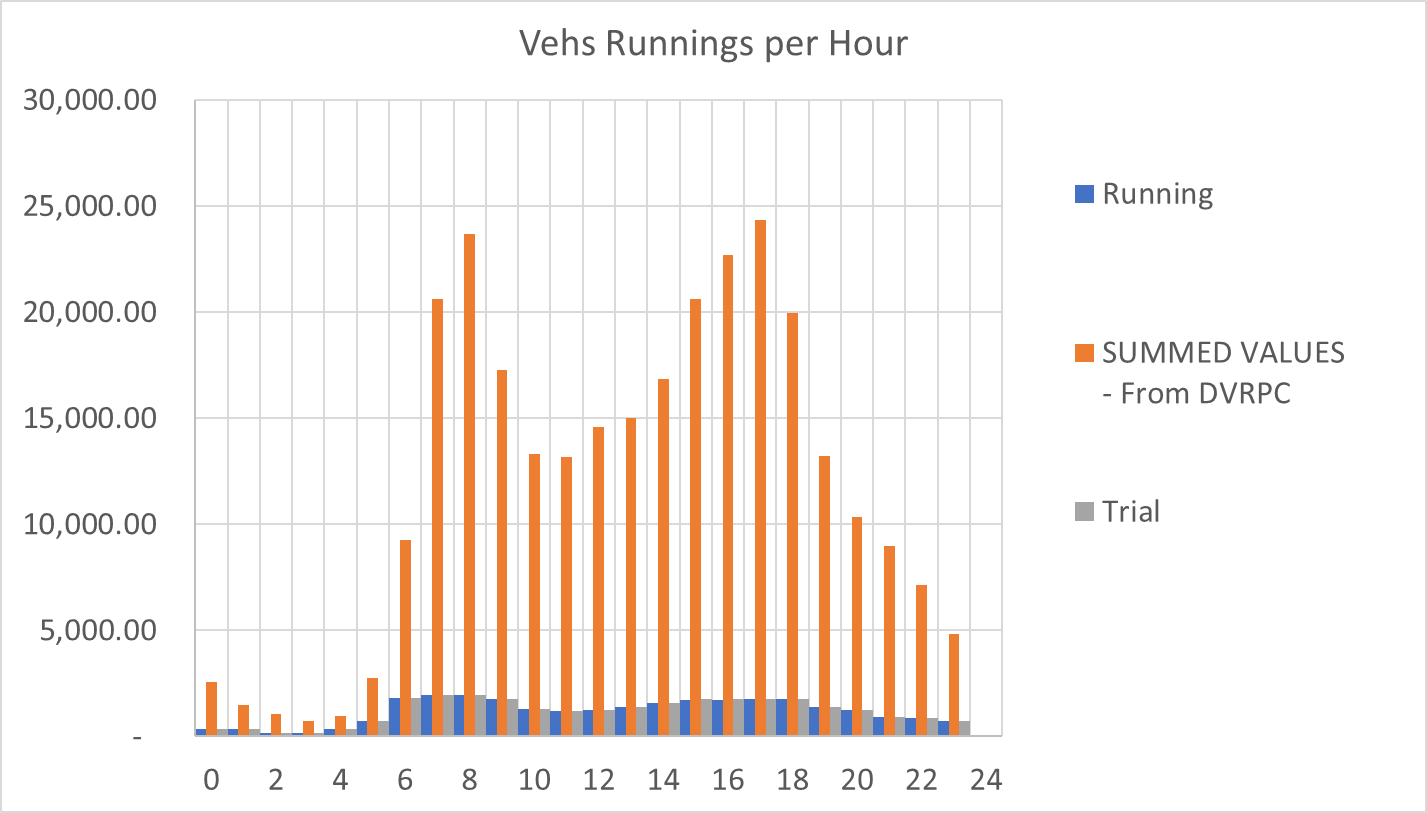 Vehs Runnings per Hour
30,000.00
25,000.00
20,000.00
15,000.00
10,000.00
5,000.00
-
0 2 4 6 8 10 12 14 16 18 20 22 24
Running
SUMMED VALUES
- From DVRPC
Trial